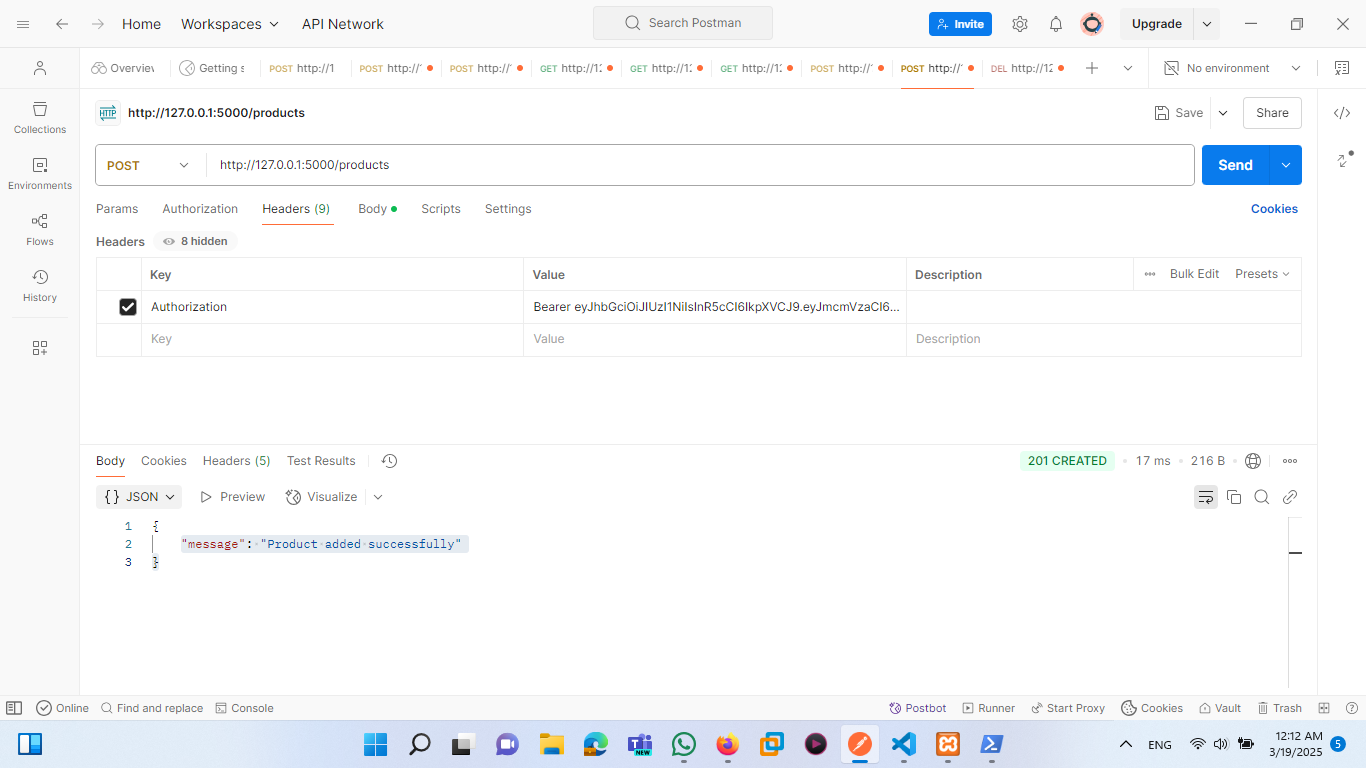 Home Workspaces API Network Search Postman Invite Upgrade
Overview Getting s POST http://1 POST http://' POST http://' GET http://12 GET http://12 GET http://12 POST http://' POST http://' DEL http://12 No environment
HTTP http://127.0.0.1:5000/products Save Share
Collections
POST http://127.0.0.1:5000/products Send
Environments
Params Authorization Headers (9) Body Scripts Settings Cookies
Flows
Headers 8 hidden
Key Value Description Bulk Edit Presets
History
Authorization Bearer eyJhbGciOiJIUzI1NiIsInR5cCI6IkpXVCJ9.eyJmcmVzaCI6...
Key Value Description
Body Cookies Headers (5) Test Results 201 CREATED 17 ms 216 B
{} JSON Preview Visualize
1 {
2 "message": "Product added successfully"
3 }
Online Find and replace Console Postbot Runner Start Proxy Cookies Vault Trash
NEW
ENG 12:12 AM
3/19/2025 5